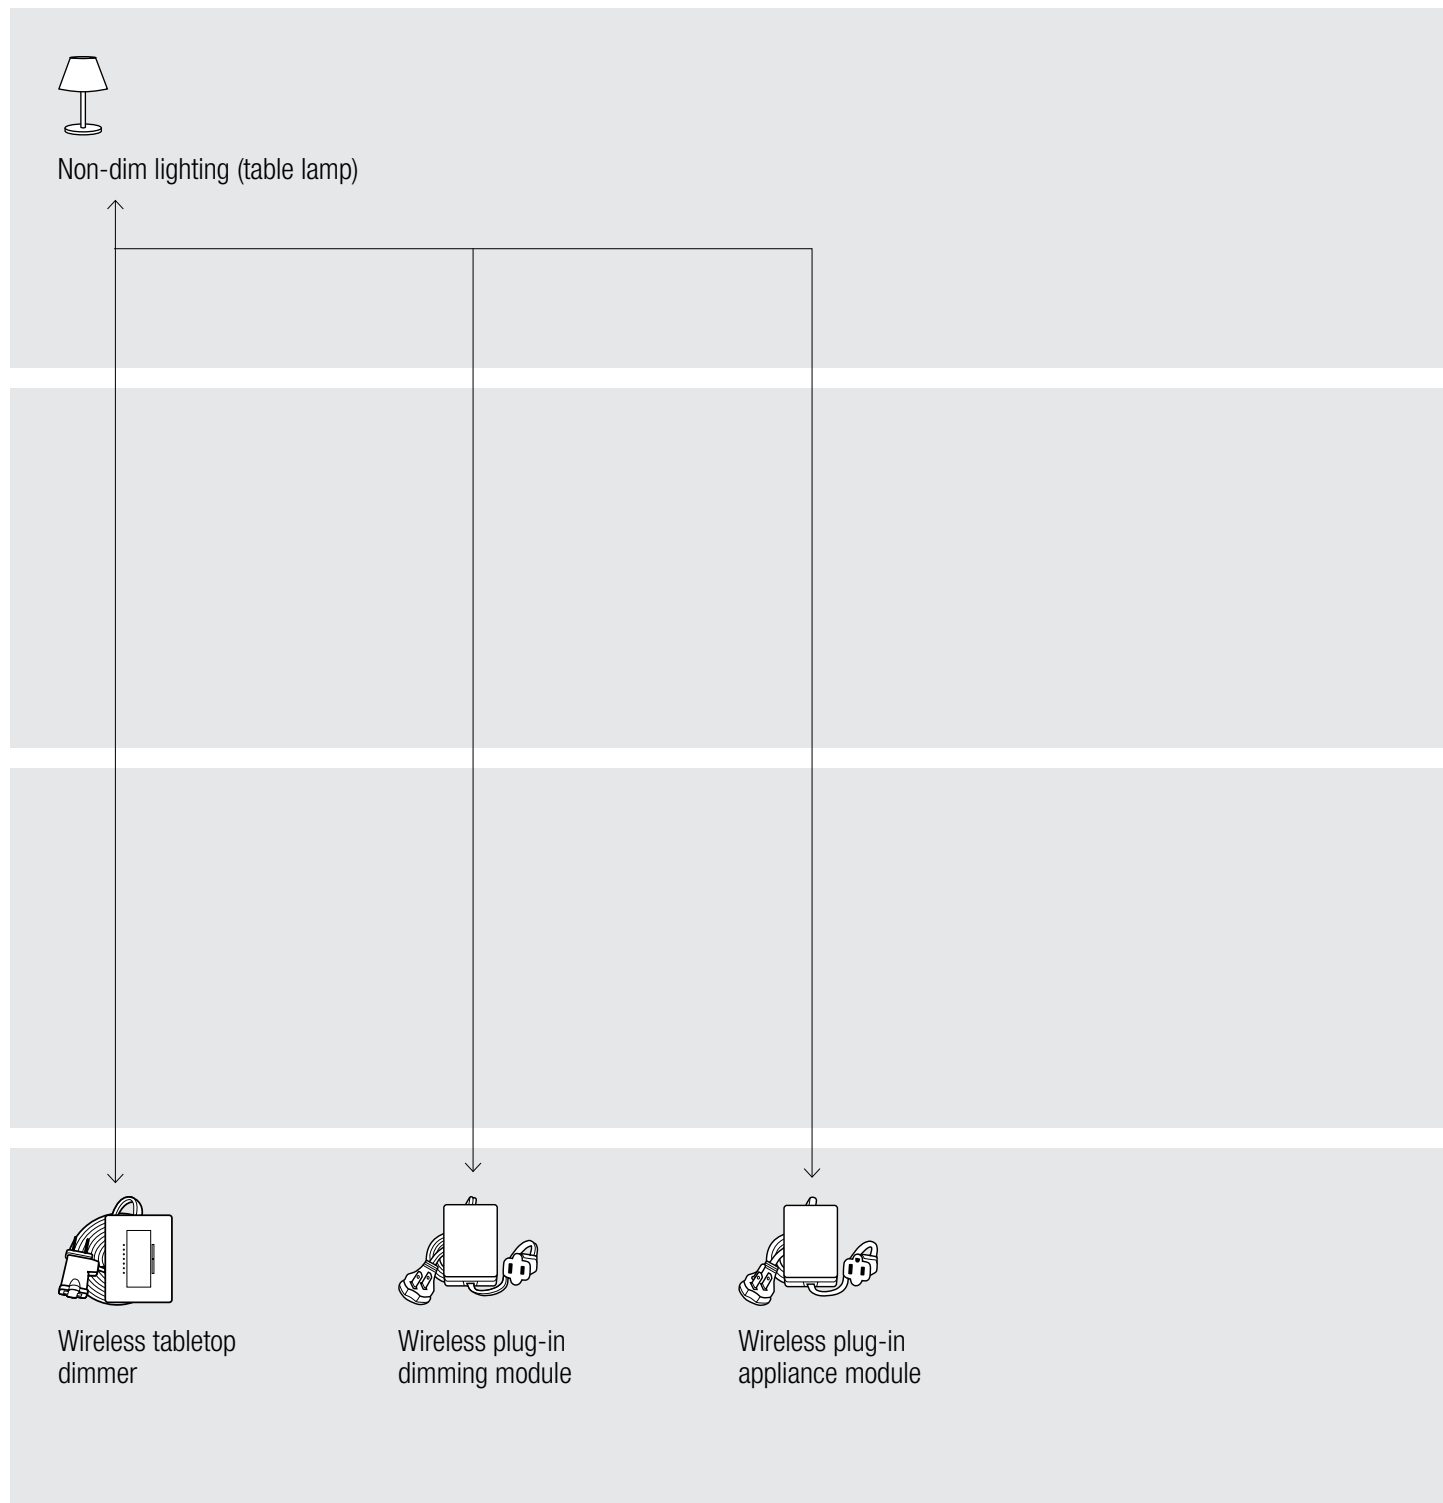 Non-dim lighting (table lamp)
Wireless tabletop
dimmer
Wireless plug-in
dimming module
Wireless plug-in
appliance module